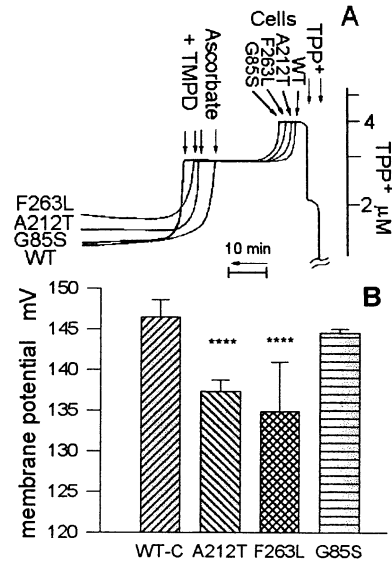 A
Cells
WT
A212T
F263L
G85S
TPP+
Ascorbate
+ TMPD
4
2
TPP+ µM
F263L
A212T
G85S
WT
10 min
B
membrane potential mV
150
145
140
135
130
125
120
****
****
WT-C A212T F263L G85S